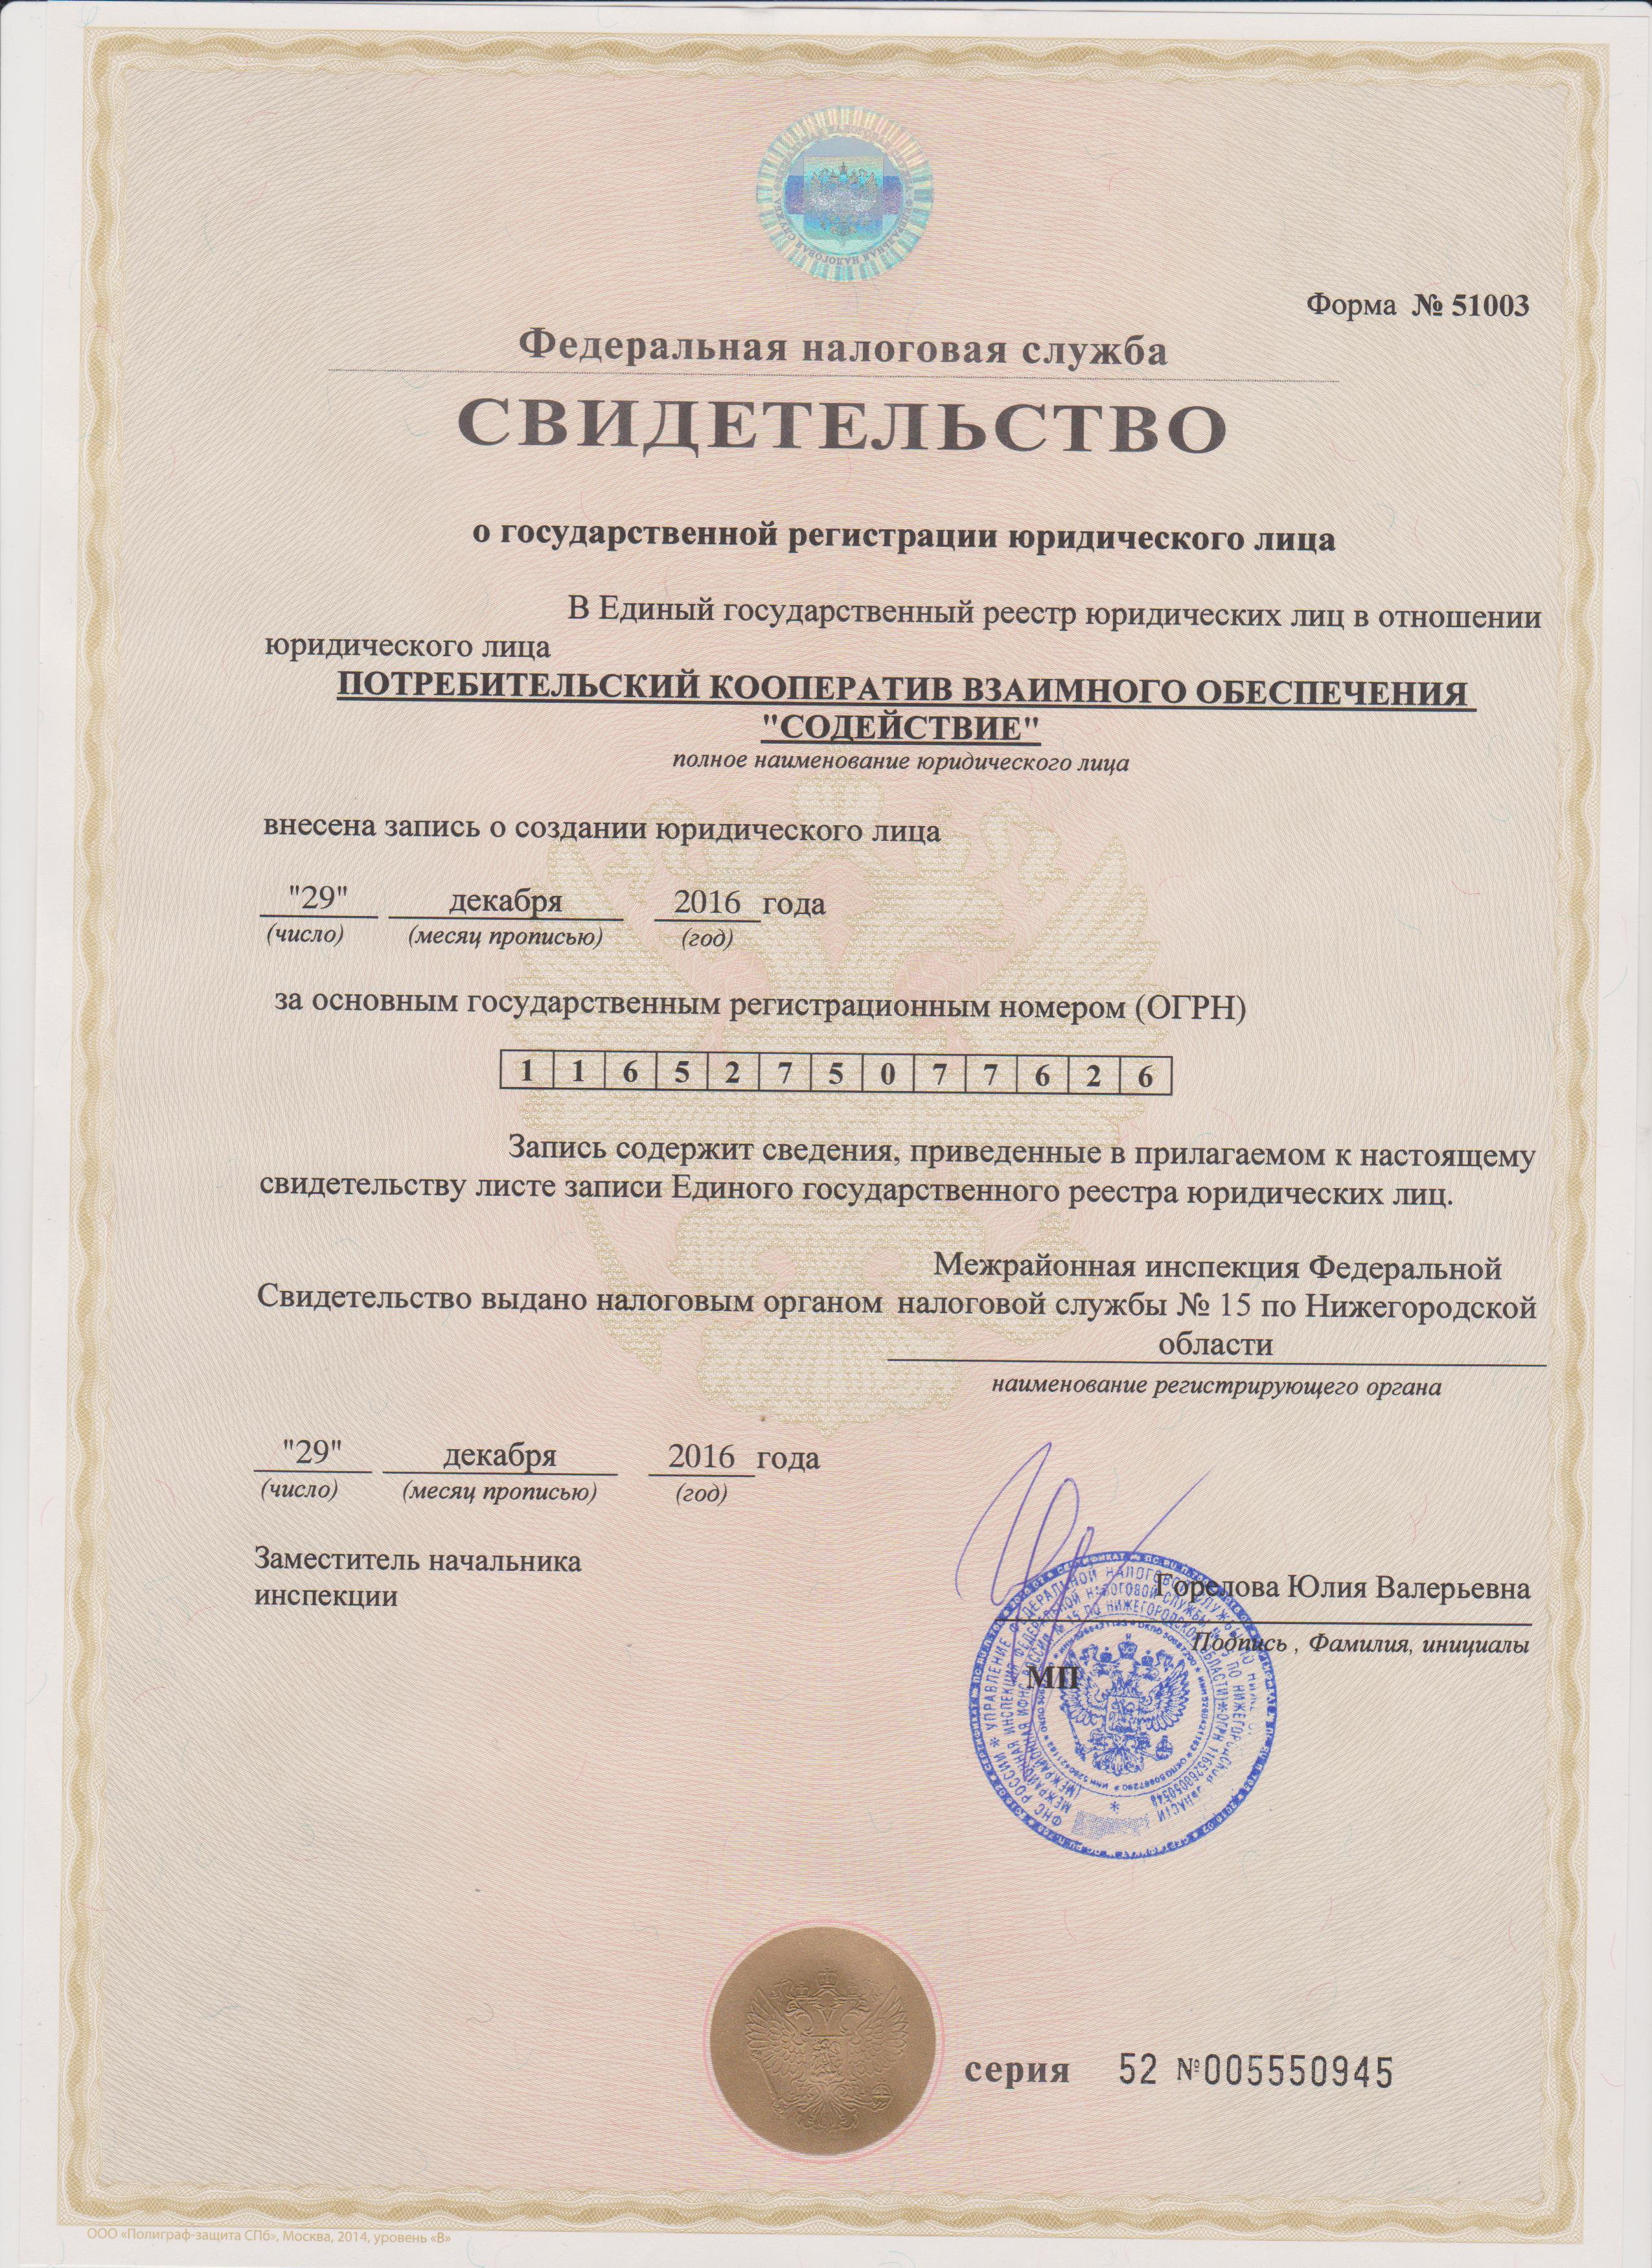 Форма № 51003
Федеральная налоговая служба
СВИДЕТЕЛЬСТВО
о государственной регистрации юридического лица
В Единый государственный реестр юридических лиц в отношении
юридического лица
ПОТРЕБИТЕЛЬСКИЙ КООПЕРАТИВ ВЗАИМНОГО ОБЕСПЕЧЕНИЯ
"СОДЕЙСТВИЕ"
полное наименование юридического лица
внесена запись о создании юридического лица
"29" декабря 2016 года
(число) (месяц прописью) (год)
за основным государственным регистрационным номером (ОГРН)
1 1 6 5 2 7 5 0 7 7 6 2 6
Запись содержит сведения, приведенные в прилагаемом к настоящему
свидетельству листе записи Единого государственного реестра юридических лиц.
Межрайонная инспекция Федеральной
Свидетельство выдано налоговым органом налоговой службы № 15 по Нижегородской
области
наименование регистрирующего органа
"29" декабря 2016 года
(число) (месяц прописью) (год)
Заместитель начальника
инспекции
Горелова Юлия Валерьевна
Подпись , Фамилия, инициалы
МП
серия 52 №005550945
ООО «Полиграф-защита СПб», Москва, 2014, уровень «В»